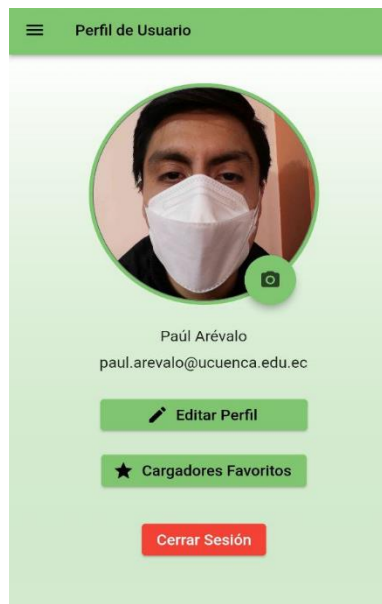 Perfil de Usuario
Paúl Arévalo
paul.arevalo@ucuenca.edu.ec
Editar Perfil
Cargadores Favoritos
Cerrar Sesión